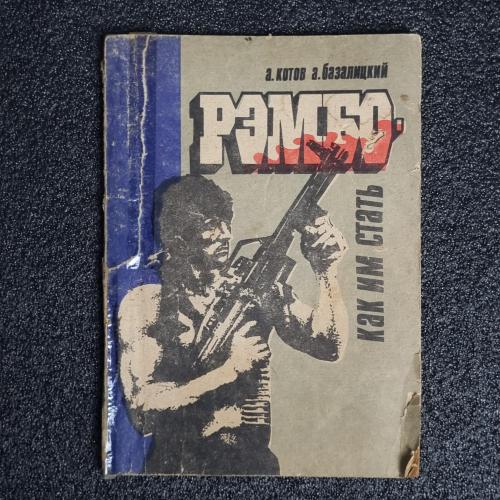 а.котов а.базалицкий
РЭМБО,
как им стать